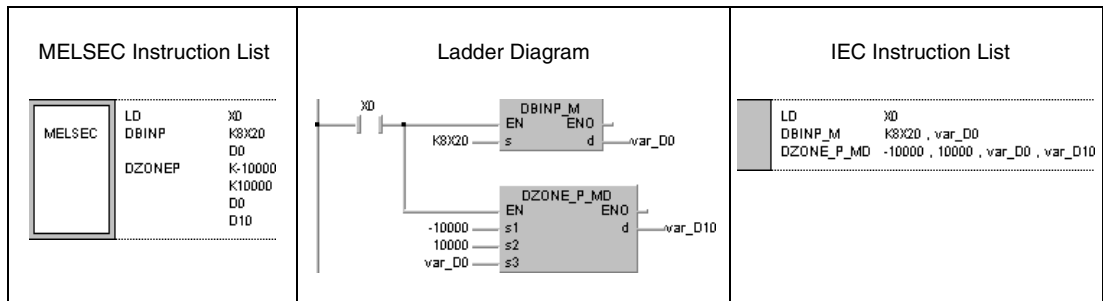 MELSEC Instruction List
MELSEC
LD X0
DBINP K8X20
D0
DZONEP K-10000
K10000
D0
D10
Ladder Diagram
X0
DBINP_M
EN ENO
K8X20 s d var_D0
DZONE_P_MD
EN ENO
-10000 s1 d var_D10
10000 s2
var_D0 s3
IEC Instruction List
LD X0
DBINP_M K8X20 , var_D0
DZONE_P_MD -10000 , 10000 , var_D0 , var_D10